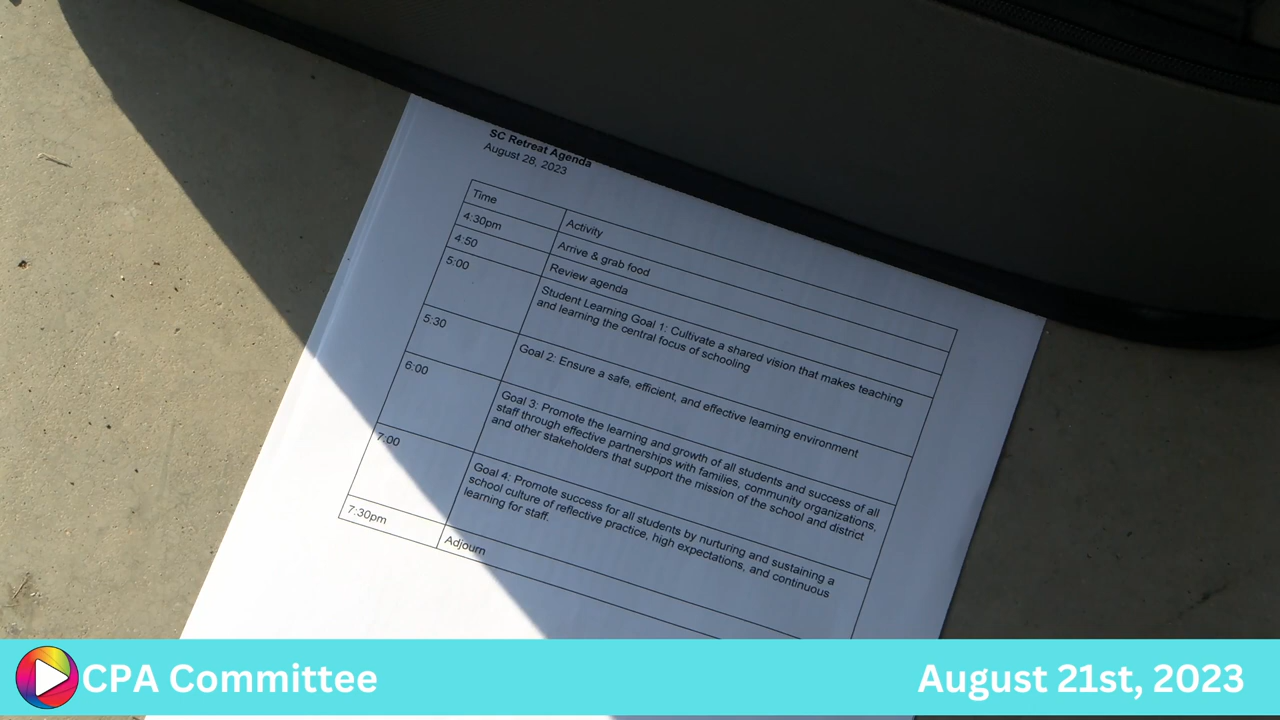 SC Retreat Agenda
August 28, 2023
Time
Activity
4:30pm
Arrive & grab food
4:50
Review agenda
5:00
Student Learning Goal 1: Cultivate a shared vision that makes teaching
and learning the central focus of schooling
5:30
Goal 2: Ensure a safe, efficient, and effective learning environment
6:00
Goal 3: Promote the learning and growth of all students and success of all
staff through effective partnerships with families, community organizations,
and other stakeholders that support the mission of the school and district
7:00
Goal 4: Promote success for all students by nurturing and sustaining a
school culture of reflective practice, high expectations, and continuous
learning for staff.
7:30pm
Adjourn
CPA Committee
August 21st, 2023